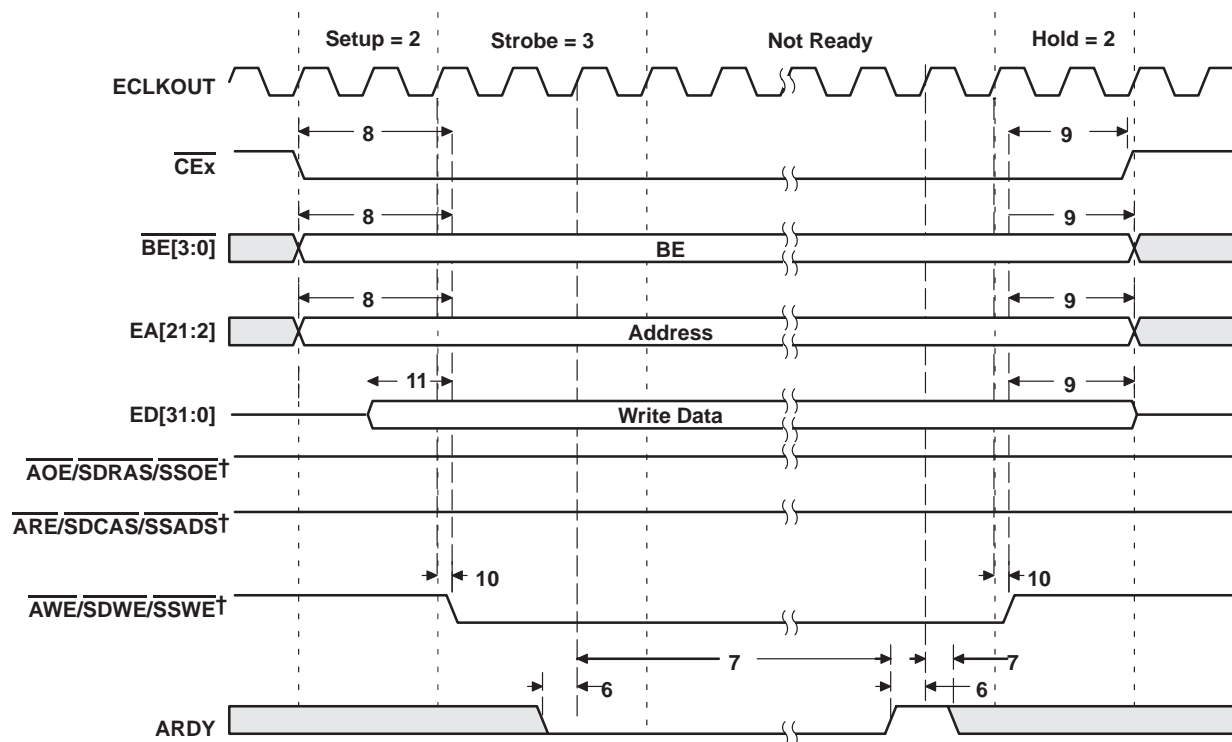 Setup = 2 Strobe = 3 Not Ready Hold = 2
ECLKOUT
8 9
CEx
8 9
BE[3:0] BE
8 9
EA[21:2] Address
11 9
ED[31:0] Write Data
AOE/SDRAS/SSOE†
ARE/SDCAS/SSADS†
10 10
AWE/SDWE/SSWE†
7 7
6 6
ARDY